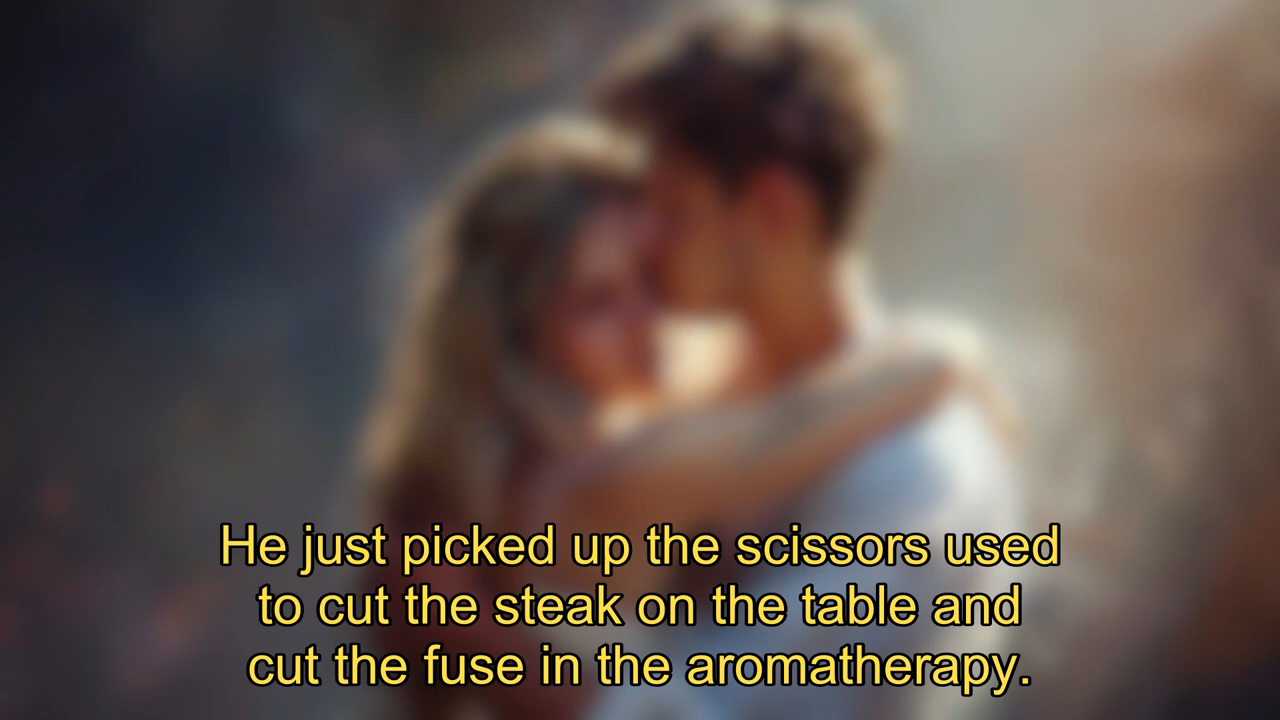 He just picked up the scissors used
to cut the steak on the table and
cut the fuse in the aromatherapy.